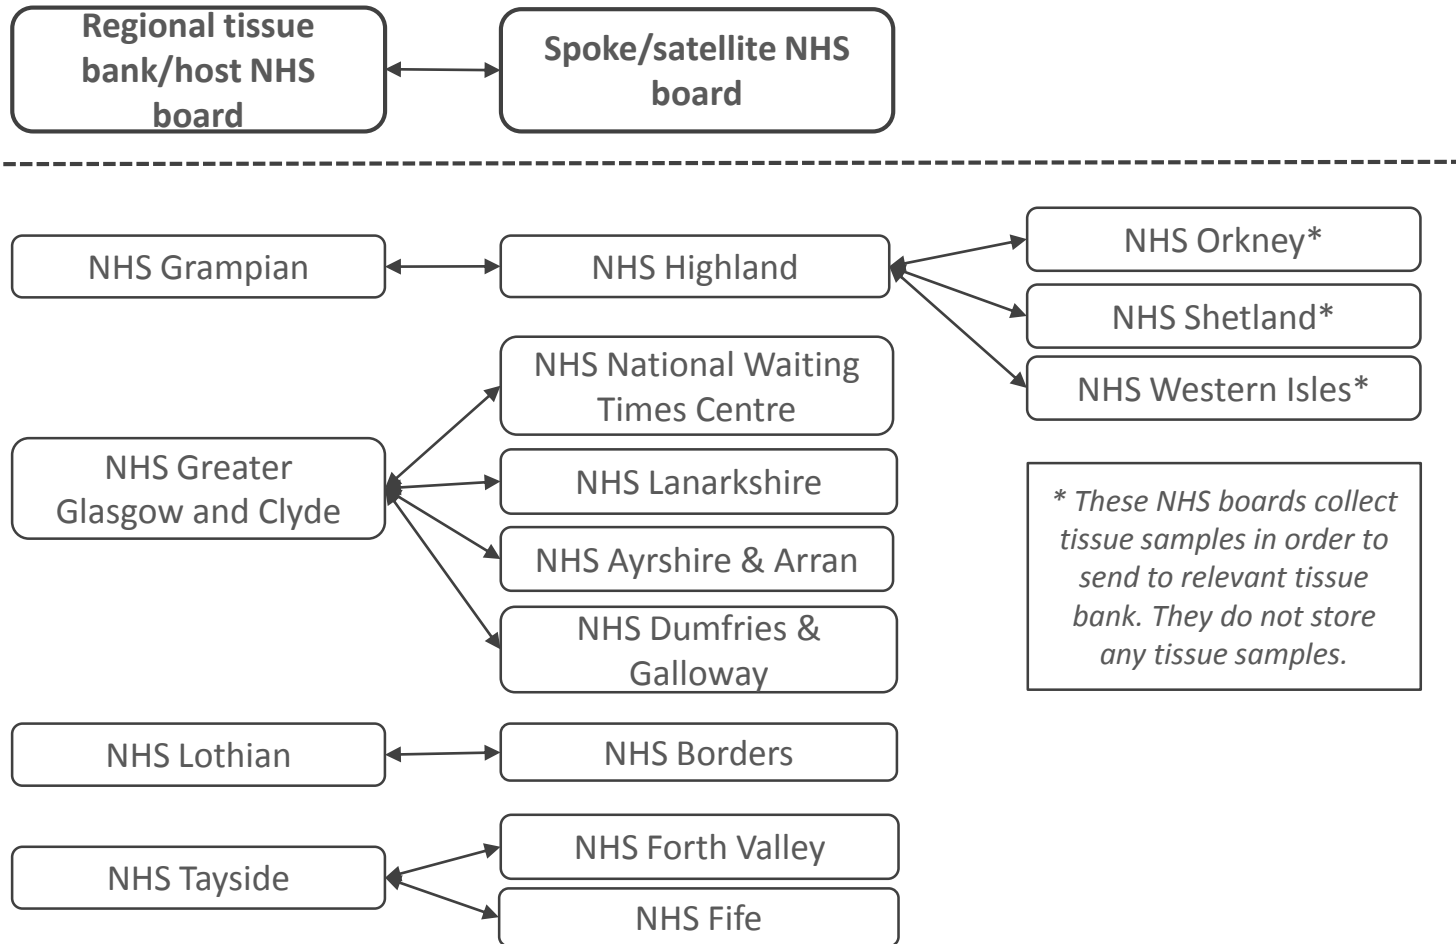 Regional tissue
bank/host NHS
board
Spoke/satellite NHS
board
NHS Grampian
NHS Highland
NHS Orkney*
NHS Shetland*
NHS Western Isles*
NHS Greater
Glasgow and Clyde
NHS National Waiting
Times Centre
NHS Lanarkshire
NHS Ayrshire & Arran
NHS Dumfries &
Galloway
* These NHS boards collect
tissue samples in order to
send to relevant tissue
bank. They do not store
any tissue samples.
NHS Lothian
NHS Borders
NHS Tayside
NHS Forth Valley
NHS Fife